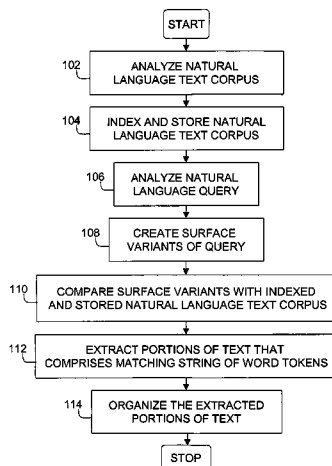 START
102
ANALYZE NATURAL
LANGUAGE TEXT CORPUS
104
INDEX AND STORE NATURAL
LANGUAGE TEXT CORPUS
106
ANALYZE NATURAL
LANGUAGE QUERY
108
CREATE SURFACE
VARIANTS OF QUERY
110
COMPARE SURFACE VARIANTS WITH INDEXED
AND STORED NATURAL LANGUAGE TEXT CORPUS
112
EXTRACT PORTIONS OF TEXT THAT
COMPRISES MATCHING STRING OF WORD TOKENS
114
ORGANIZE THE EXTRACTED
PORTIONS OF TEXT
STOP